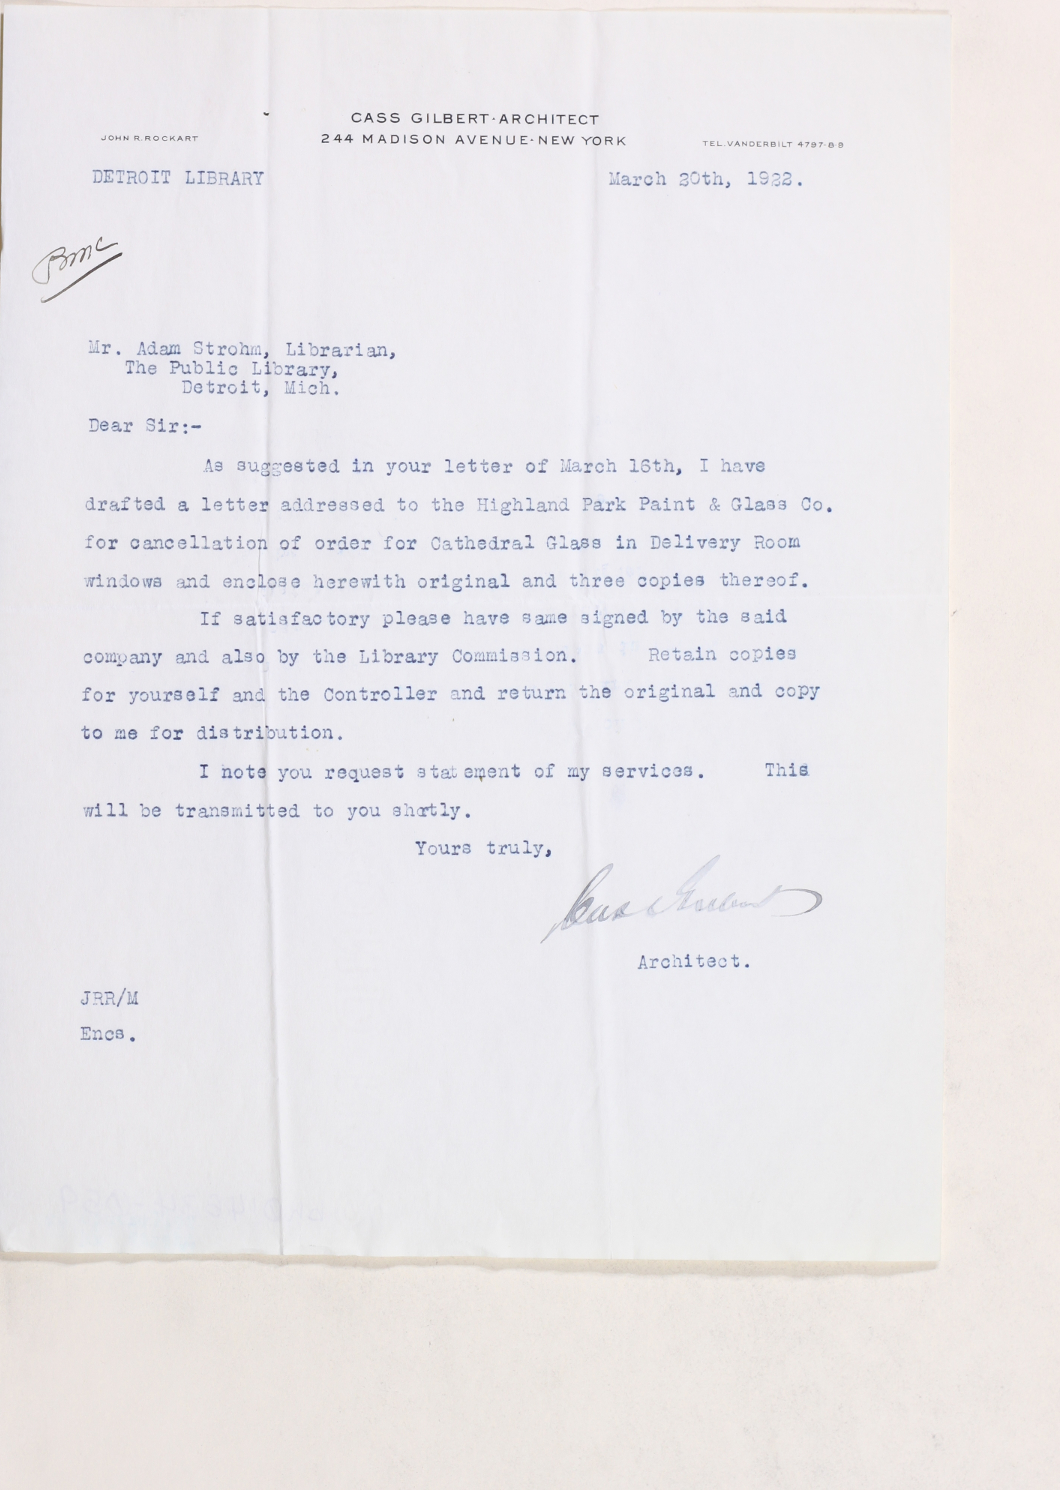 CASS GILBERT·ARCHITECT
JOHN R. ROCKART
244 MADISON AVENUE·NEW YORK
TEL. VANDERBILT 4797-8-9
DETROIT LIBRARY
March 20th, 1922.
BMC
Mr. Adam Strohm, Librarian,
The Public Library,
Detroit, Mich.
Dear Sir:-
As suggested in your letter of March 16th, I have
drafted a letter addressed to the Highland Park Paint & Glass Co.
for cancellation of order for Cathedral Glass in Delivery Room
windows and enclose herewith original and three copies thereof.
If satisfactory please have same signed by the said
company and also by the Library Commission. Retain copies
for yourself and the Controller and return the original and copy
to me for distribution.
I note you request statement of my services. This
will be transmitted to you shortly.
Yours truly,
Cass Gilbert
Architect.
JRR/M
Encs.